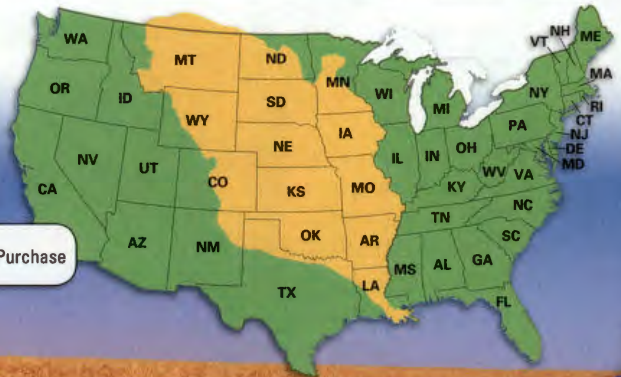 WA
MT
ND
MN
VT
NH
ME
OR
ID
SD
WI
MI
NY
MA
RI
CT
WY
IA
PA
NJ
DE
MD
NV
UT
NE
IL
IN
OH
WV
VA
CA
CO
KS
MO
KY
NC
TN
AZ
NM
OK
AR
SC
MS
AL
GA
Purchase
TX
LA
FL